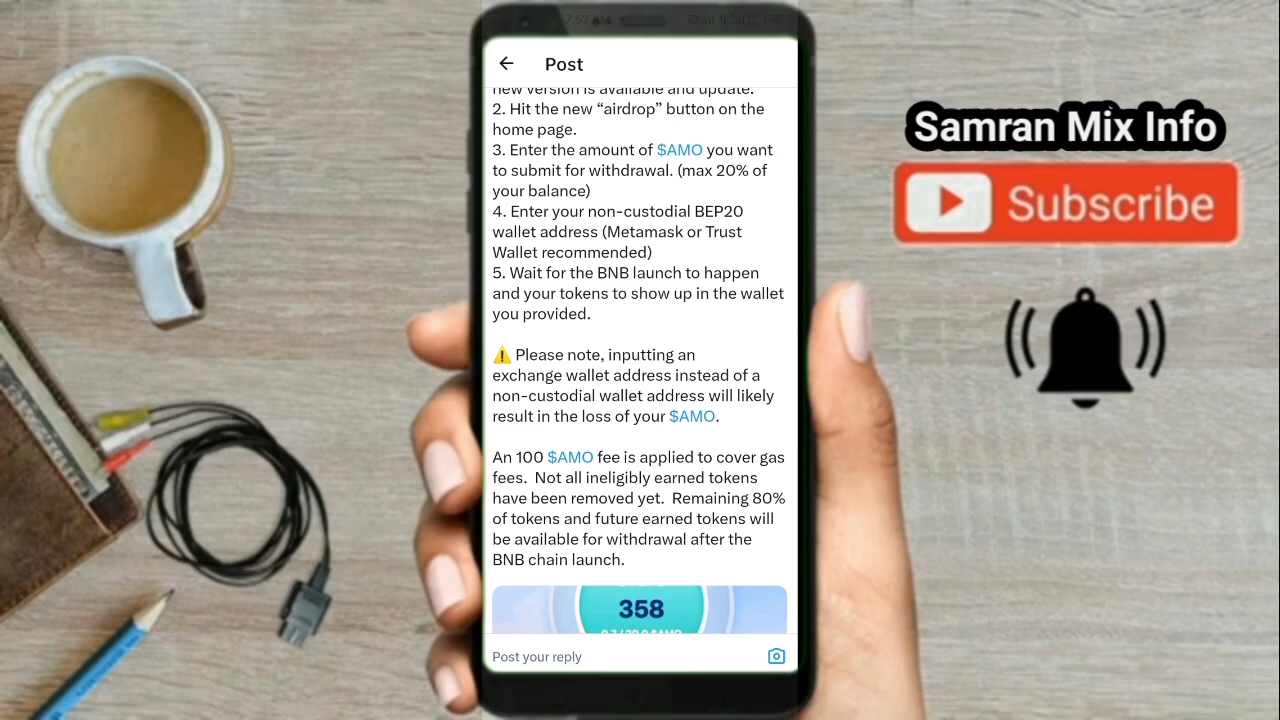 7:52 AM
Post
new version is available and update.
2. Hit the new “airdrop” button on the
home page.
3. Enter the amount of $AMO you want
to submit for withdrawal. (max 20% of
your balance)
4. Enter your non-custodial BEP20
wallet address (Metamask or Trust
Wallet recommended)
5. Wait for the BNB launch to happen
and your tokens to show up in the wallet
you provided.
⚠️ Please note, inputting an
exchange wallet address instead of a
non-custodial wallet address will likely
result in the loss of your $AMO.
An 100 $AMO fee is applied to cover gas
fees.  Not all ineligibly earned tokens
have been removed yet.  Remaining 80%
of tokens and future earned tokens will
be available for withdrawal after the
BNB chain launch.
358
Post your reply
Samran Mix Info
Subscribe